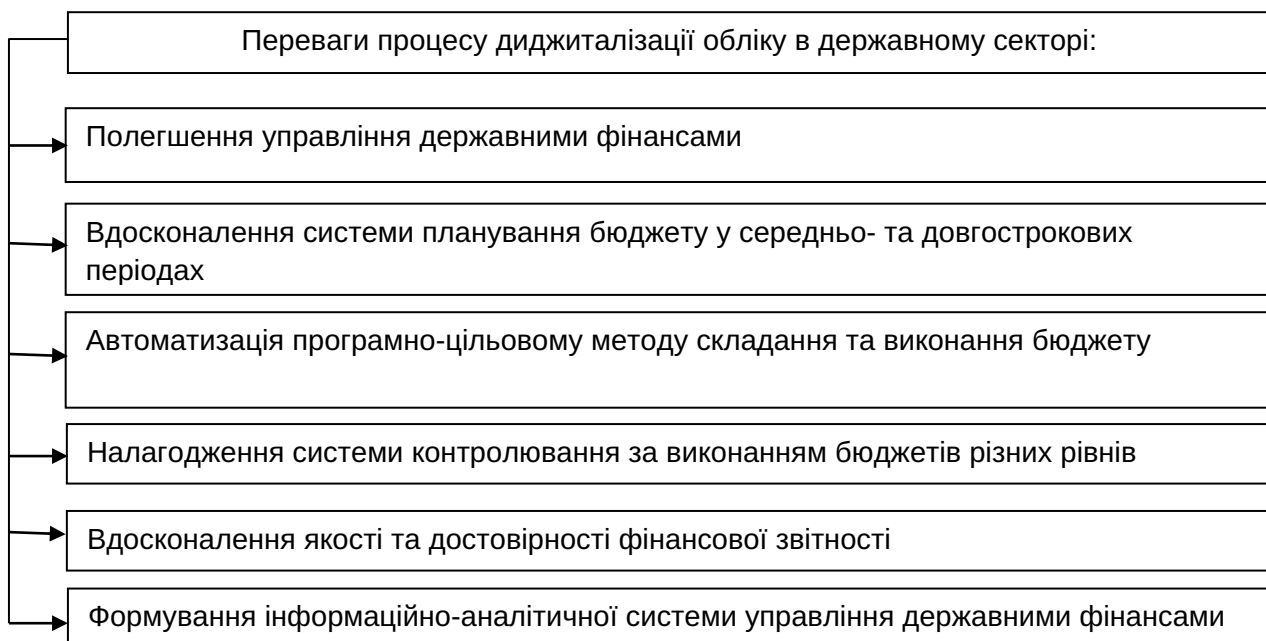 Переваги процесу диджиталізації обліку в державному секторі:
Полегшення управління державними фінансами
Вдосконалення системи планування бюджету у середньо- та довгострокових
періодах
Автоматизація програмно-цільовому методу складання та виконання бюджету
Налагодження системи контролювання за виконанням бюджетів різних рівнів
Вдосконалення якості та достовірності фінансової звітності
Формування інформаційно-аналітичної системи управління державними фінансами